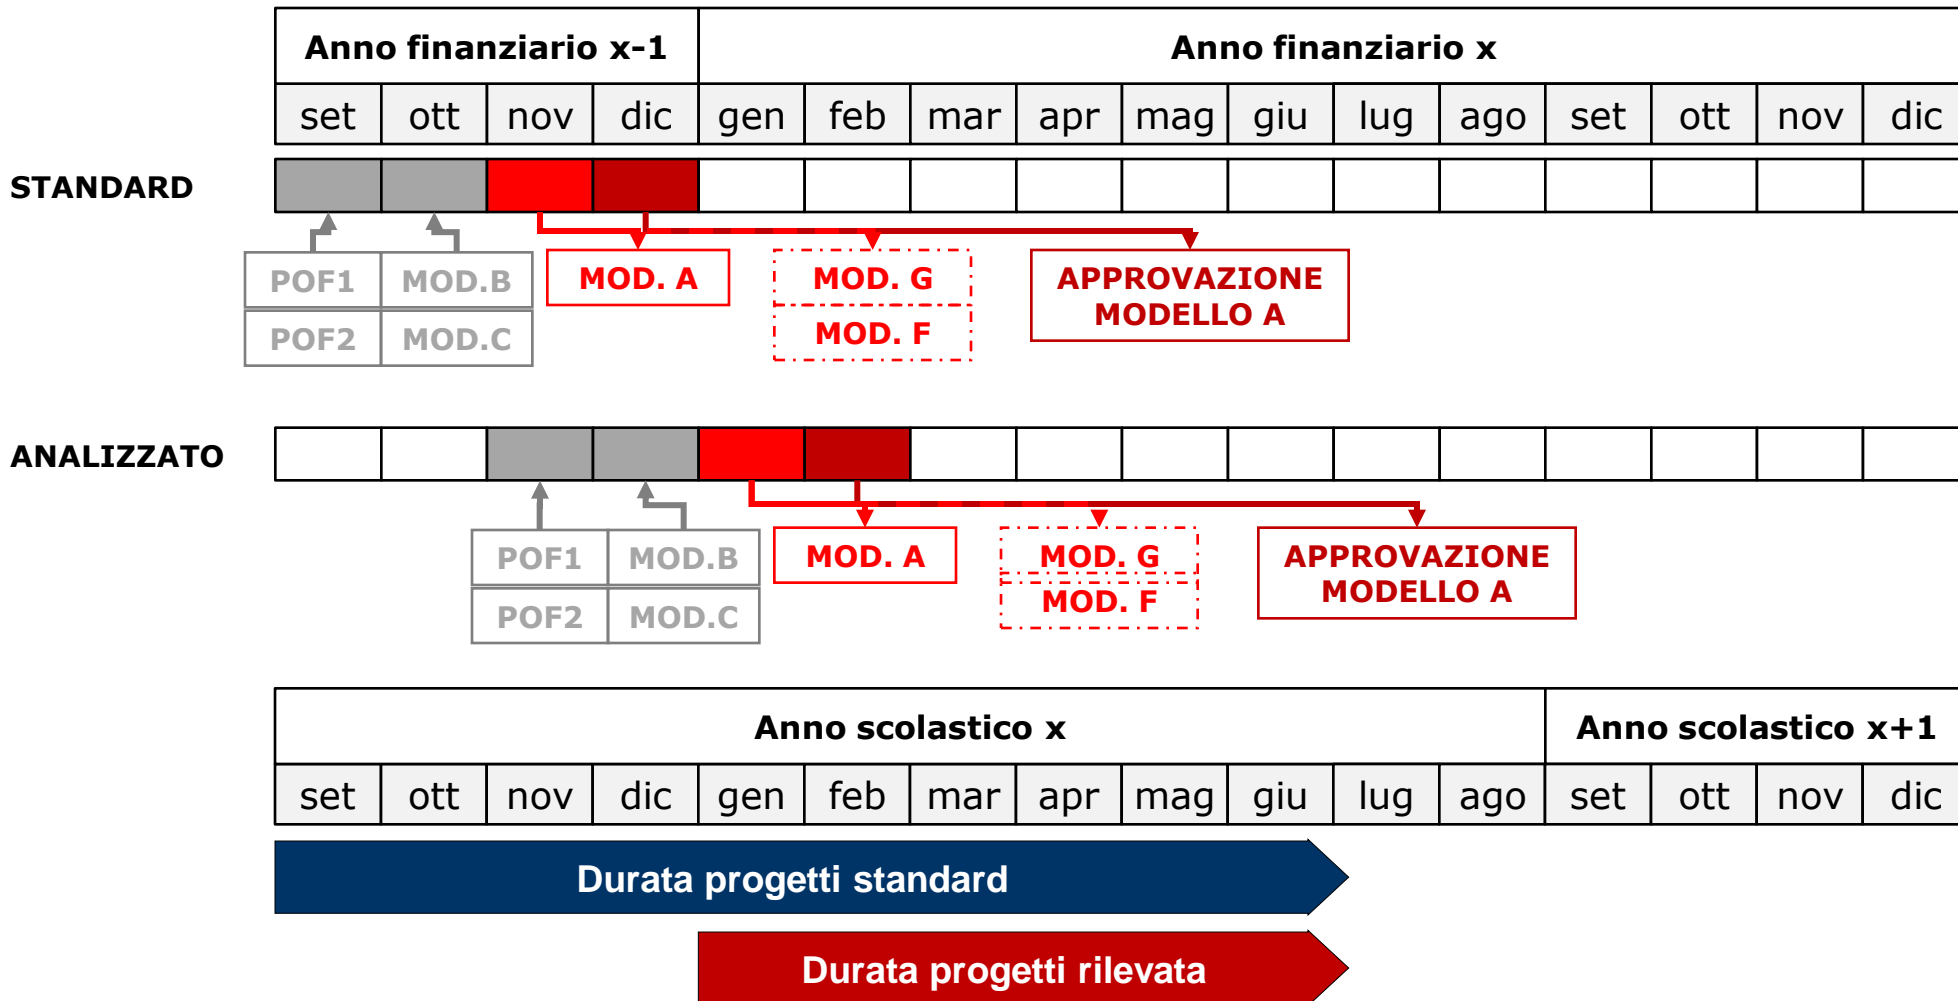 Anno finanziario x-1 Anno finanziario x
set ott nov dic gen feb mar apr mag giu lug ago set ott nov dic
STANDARD
POF1 MOD.B MOD. A MOD. G APPROVAZIONE
POF2 MOD.C MOD. F MODELLO A
ANALIZZATO
POF1 MOD.B MOD. A MOD. G APPROVAZIONE
POF2 MOD.C MOD. F MODELLO A
Anno scolastico x Anno scolastico x+1
set ott nov dic gen feb mar apr mag giu lug ago set ott nov dic
Durata progetti standard
Durata progetti rilevata